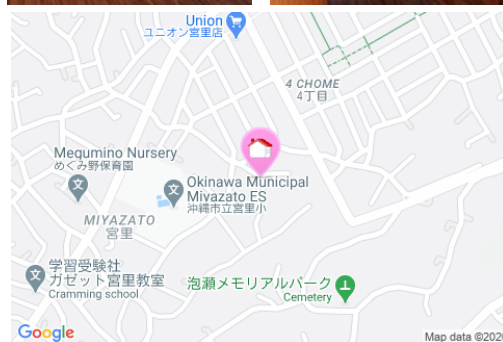 Union
ユニオン宮里店
4 CHOME
4丁目
Megumino Nursery
めぐみ野保育園
Okinawa Municipal
Miyazato ES
沖縄市立宮里小
MIYAZATO
宮里
学習受験社
ガゼット宮里教室
Cramming school
泡瀬メモリアルパーク
Cemetery
Google
Map data ©2020